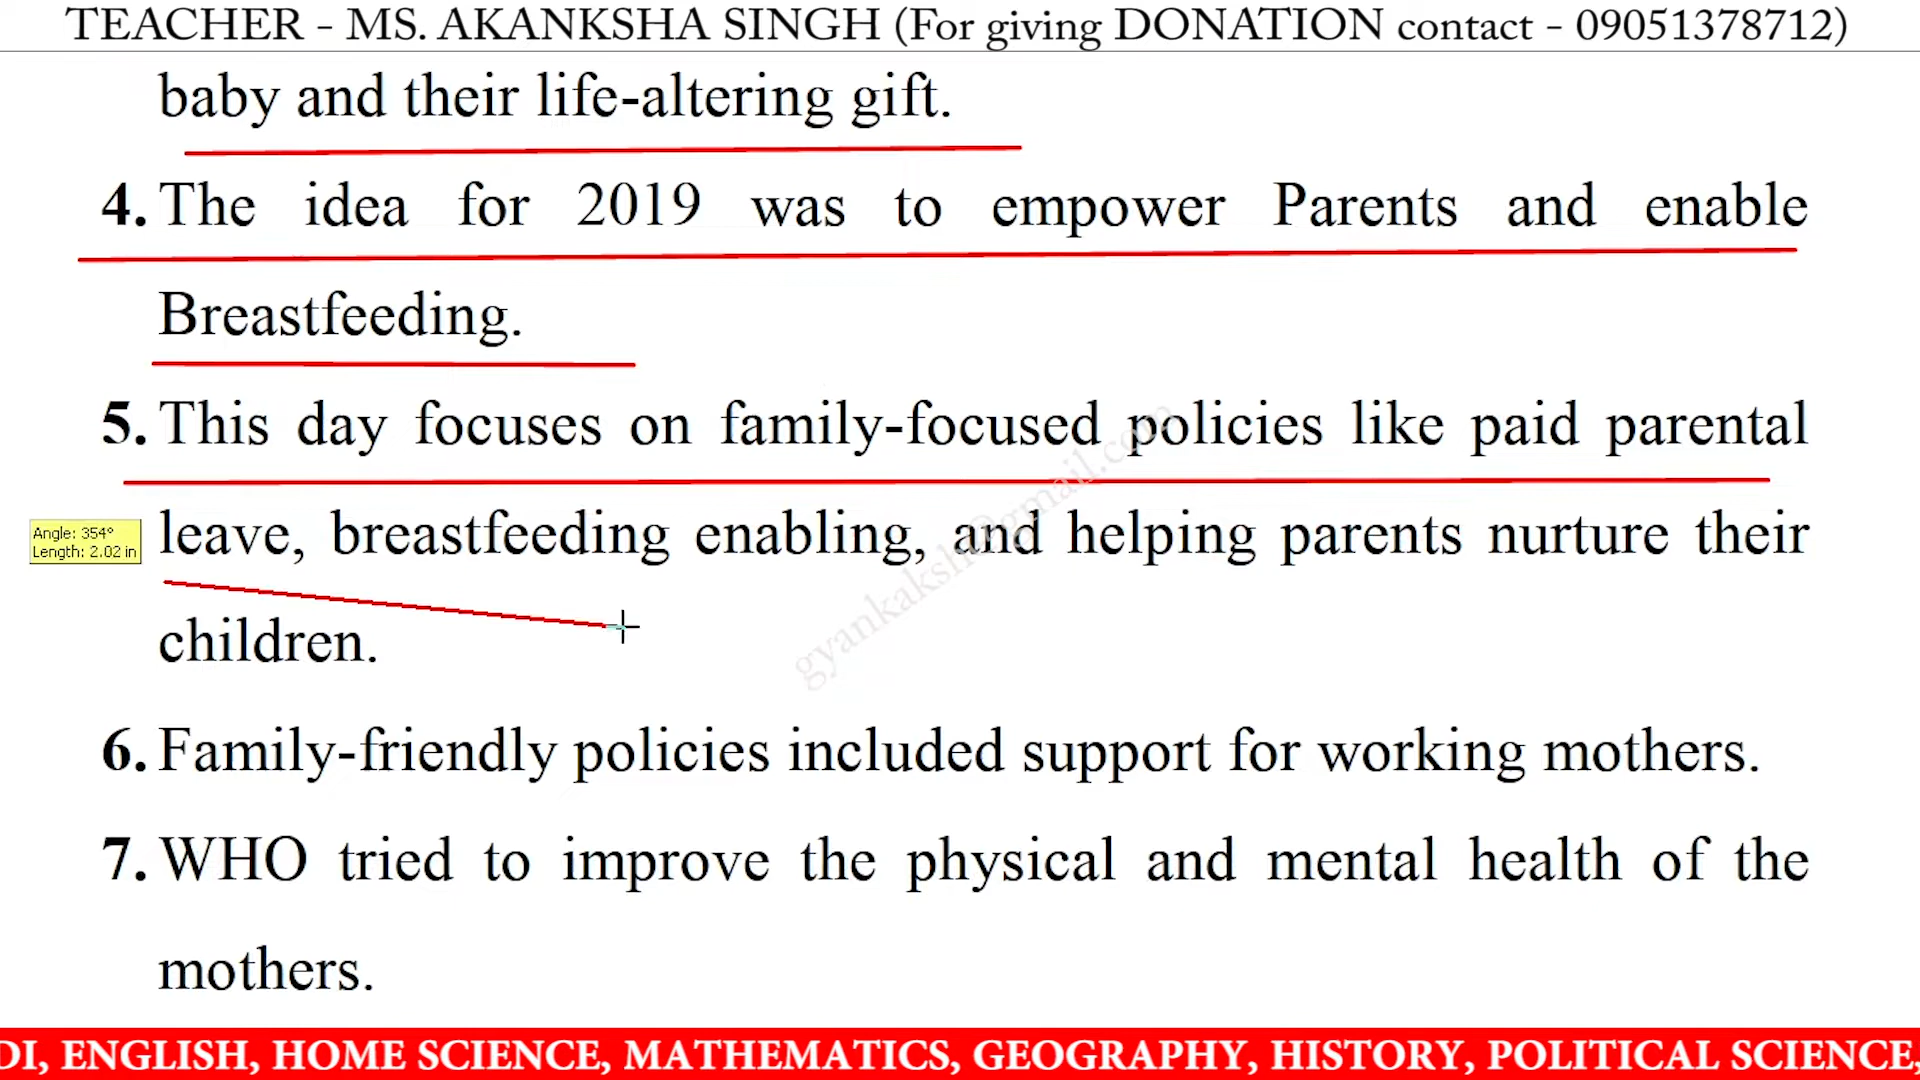 TEACHER - MS. AKANKSHA SINGH (For giving DONATION contact - 09051378712)
baby and their life-altering gift.
4. The idea for 2019 was to empower Parents and enable
Breastfeeding.
5. This day focuses on family-focused policies like paid parental
leave, breastfeeding enabling, and helping parents nurture their
Angle: 354°
Length: 2.02 in
children.
gyankaksh@gmail.com
6. Family-friendly policies included support for working mothers.
7. WHO tried to improve the physical and mental health of the
mothers.
DI, ENGLISH, HOME SCIENCE, MATHEMATICS, GEOGRAPHY, HISTORY, POLITICAL SCIENCE,